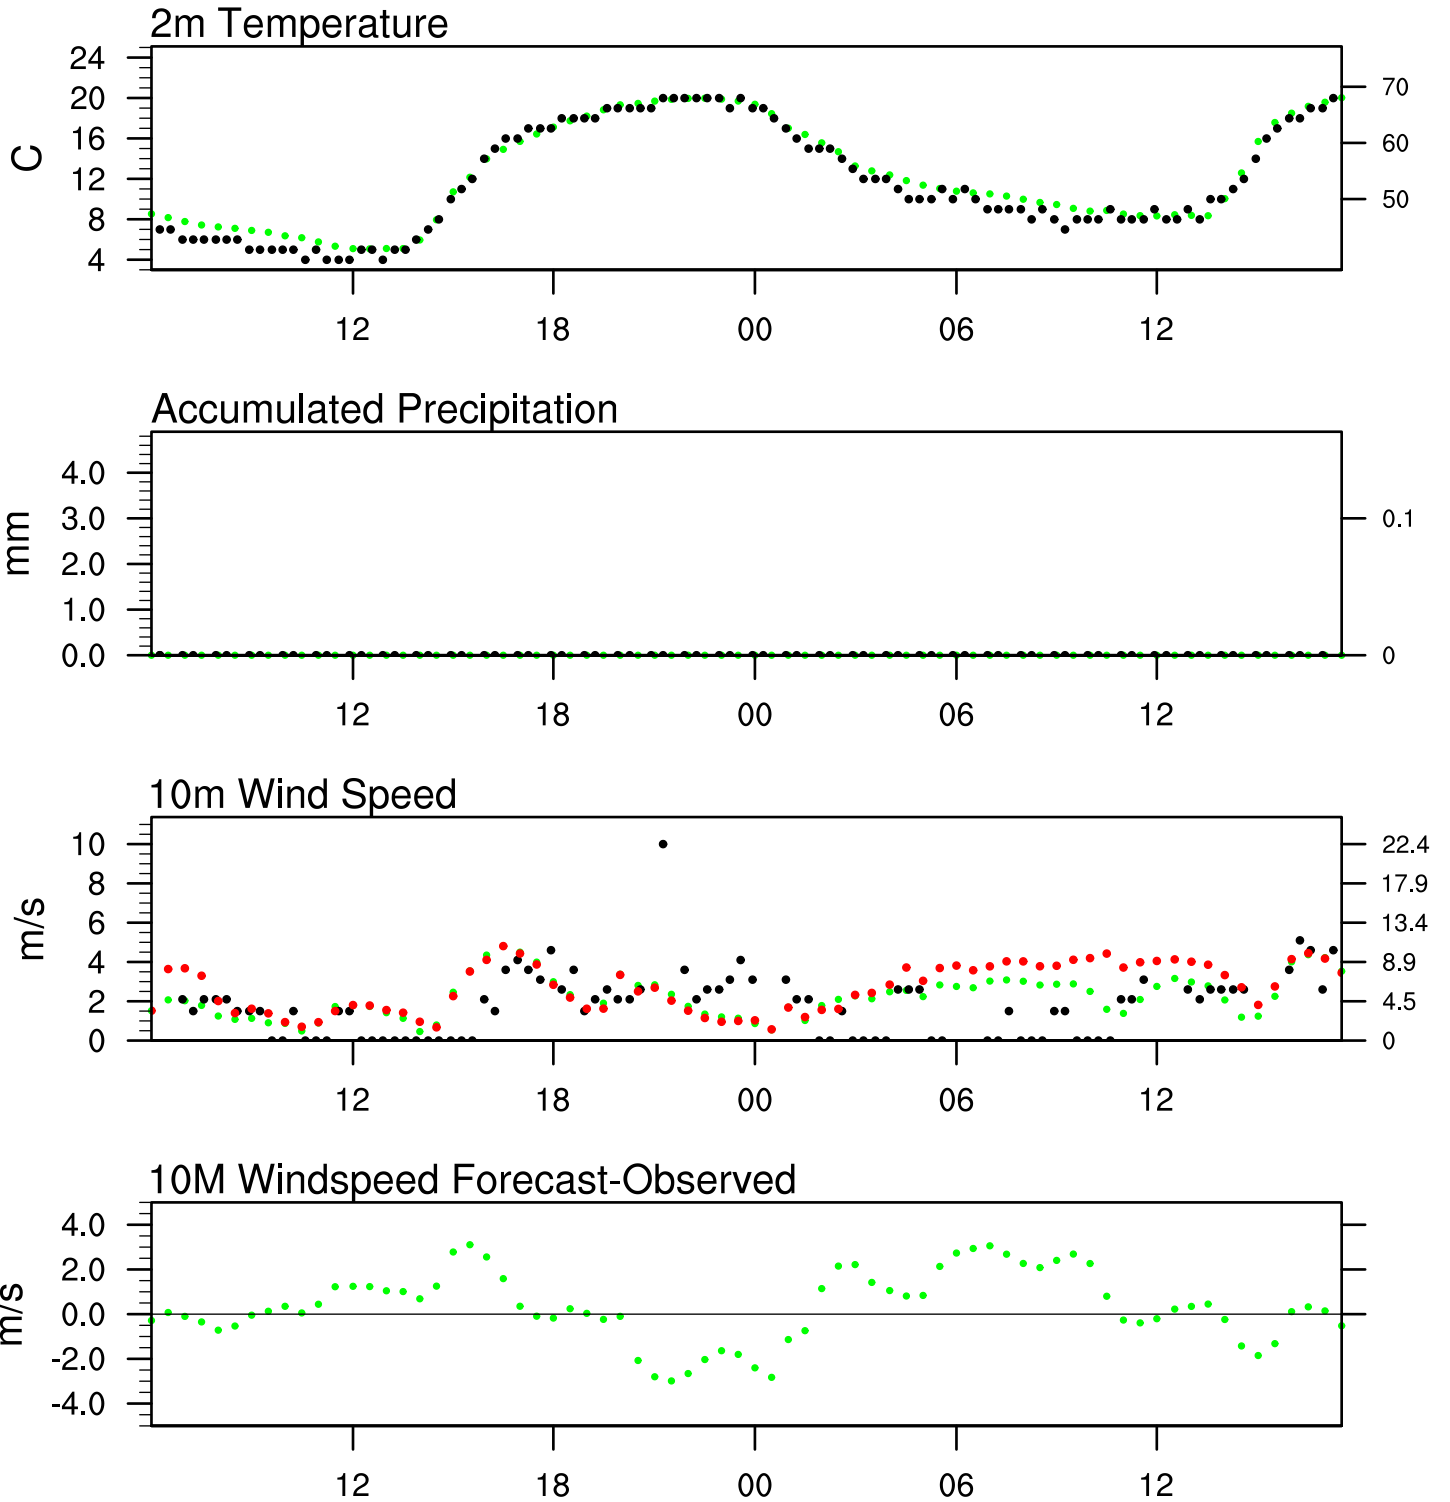 2m Temperature
24
20
16
12
8
4
C
70
60
50
12 18 00 06 12
Accumulated Precipitation
4.0
3.0
2.0
1.0
0.0
mm
0.1
0
12 18 00 06 12
10m Wind Speed
10
8
6
4
2
0
m/s
22.4
17.9
13.4
8.9
4.5
0
12 18 00 06 12
10M Windspeed Forecast-Observed
4.0
2.0
0.0
-2.0
-4.0
m/s
12 18 00 06 12